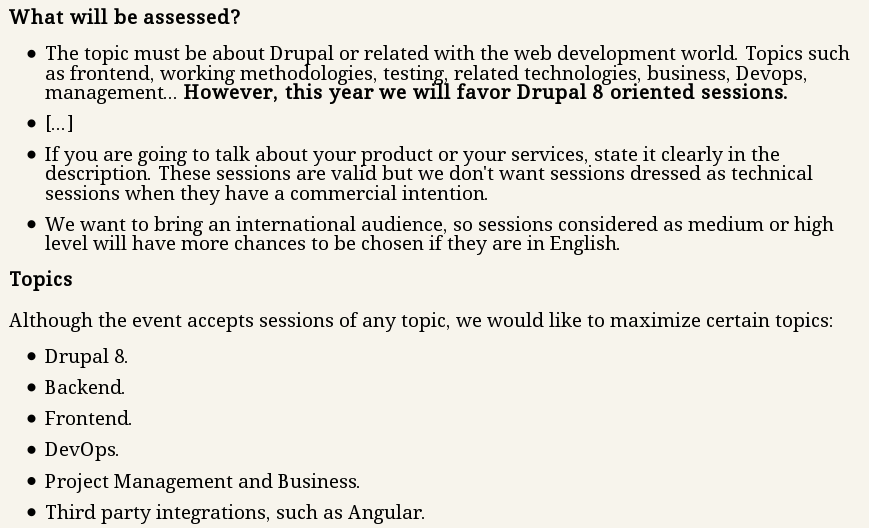 What will be assessed?
• The topic must be about Drupal or related with the web development world. Topics such
as frontend, working methodologies, testing, related technologies, business, Devops,
management... However, this year we will favor Drupal 8 oriented sessions.
• [...]
• If you are going to talk about your product or your services, state it clearly in the
description. These sessions are valid but we don't want sessions dressed as technical
sessions when they have a commercial intention.
• We want to bring an international audience, so sessions considered as medium or high
level will have more chances to be chosen if they are in English.
Topics
Although the event accepts sessions of any topic, we would like to maximize certain topics:
• Drupal 8.
• Backend.
• Frontend.
• DevOps.
• Project Management and Business.
• Third party integrations, such as Angular.